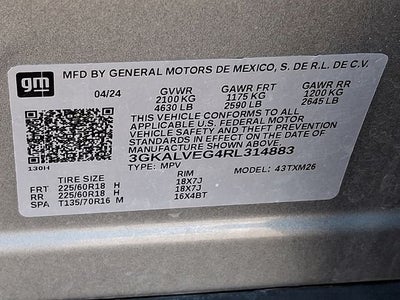 gm
MFD BY GENERAL MOTORS DE MEXICO, S. DE R.L. DE C.V.
04/24 GVWR GAWR FRT GAWR RR
2100 KG 1175 KG 1200 KG
4630 LB 2590 LB 2645 LB
THIS VEHICLE CONFORMS TO ALL
APPLICABLE U.S. FEDERAL MOTOR
VEHICLE SAFETY AND THEFT PREVENTION
STANDARDS IN EFFECT ON THE DATE OF
MANUFACTURE SHOWN ABOVE.
3GKALVEG4RL314883
130H TYPE: MPV MODEL: 43TXM26
TIRE SIZE RIM
FRT 225/60R18 H 18X7J
RR 225/60R18 H 18X7J
SPA T135/70R16 M 16X4BT